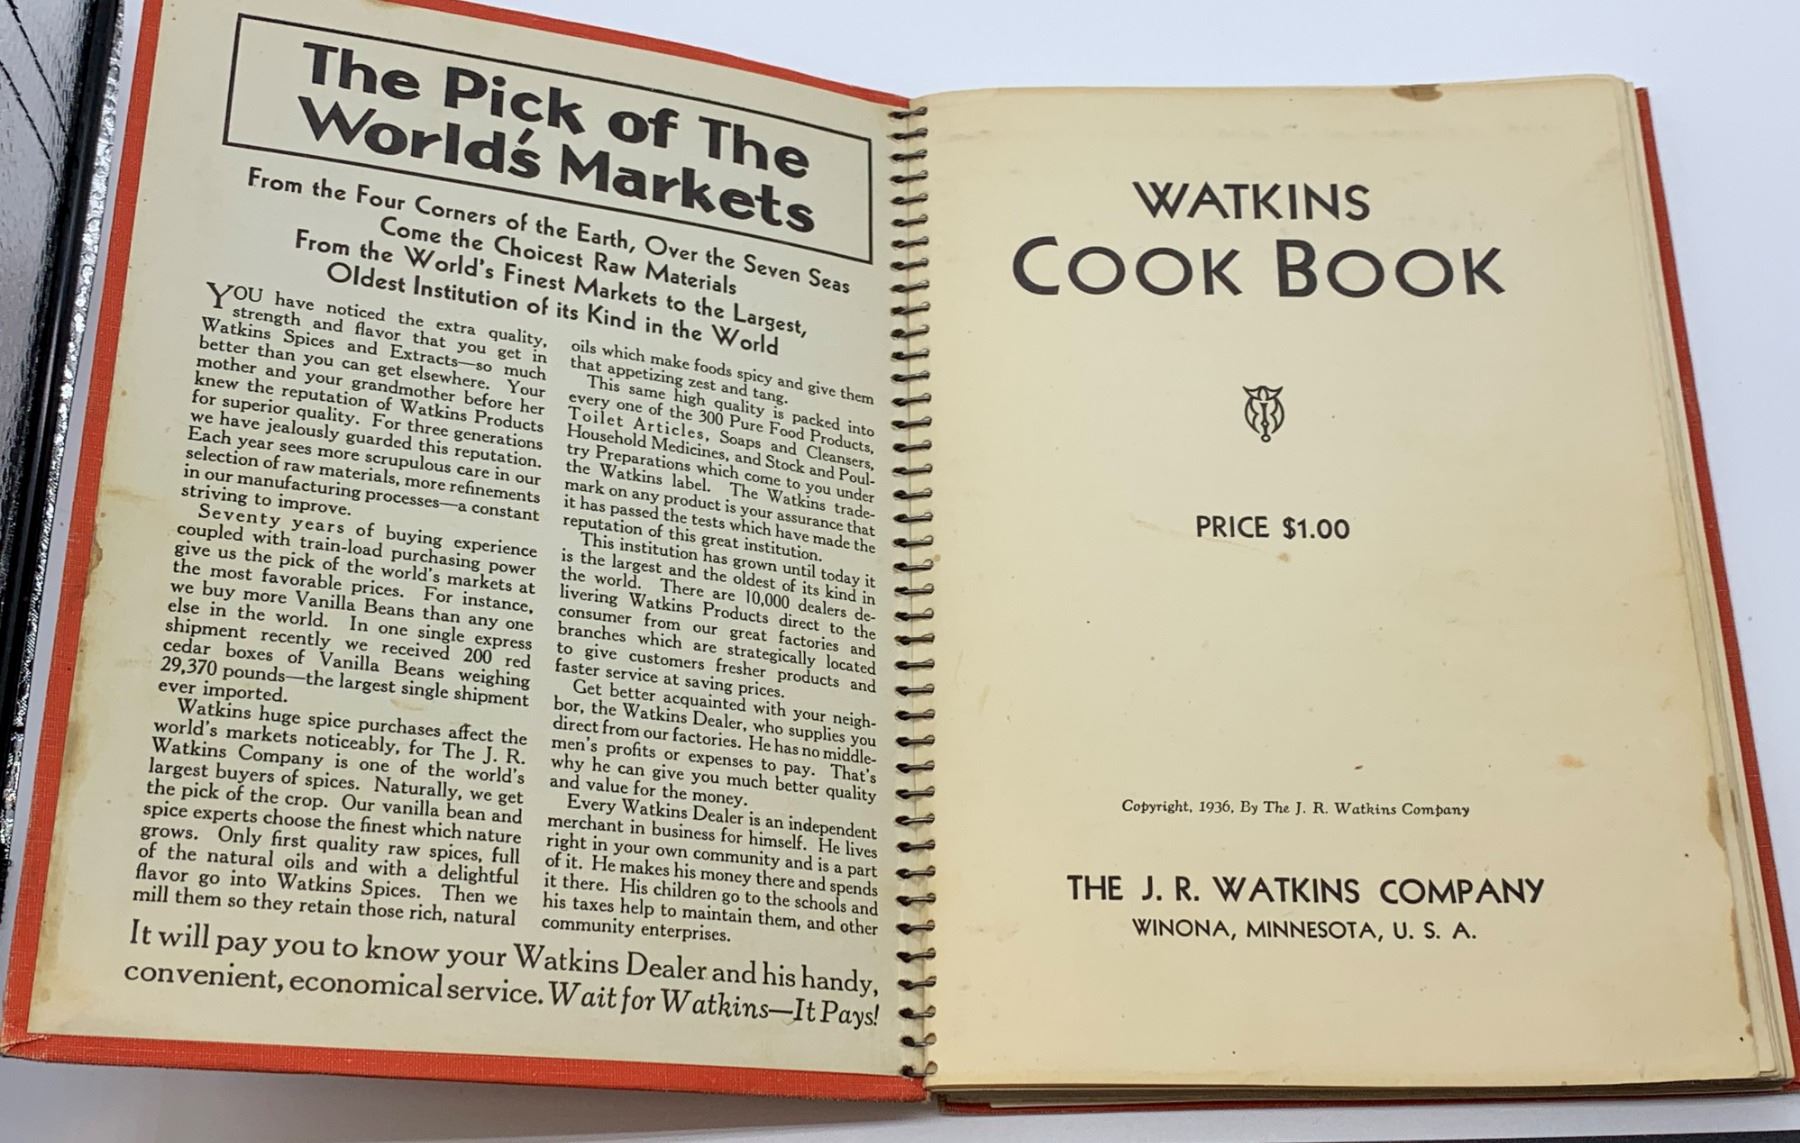 The Pick of The
World's Markets
From the Four Corners of the Earth, Over the Seven Seas
Come the Choicest Raw Materials
From the World's Finest Markets to the Largest,
Oldest Institution of its Kind in the World
YOU have noticed the extra quality,
strength and flavor that you get in
Watkins Spices and Extracts—so much
better than you can get elsewhere. Your
mother and your grandmother before her
knew the reputation of Watkins Products
for superior quality. For three generations
we have jealously guarded this reputation.
Each year sees more scrupulous care in our
selection of raw materials, more refinements
in our manufacturing processes—a constant
striving to improve.
Seventy years of buying experience
coupled with train-load purchasing power
give us the pick of the world's markets at
the most favorable prices. For instance,
we buy more Vanilla Beans than any one
else in the world. In one single express
shipment recently we received 200 red
cedar boxes of Vanilla Beans weighing
29,370 pounds—the largest single shipment
ever imported.
Watkins huge spice purchases affect the
world's markets noticeably, for The J. R.
Watkins Company is one of the world's
largest buyers of spices. Naturally, we get
the pick of the crop. Our vanilla bean and
spice experts choose the finest which nature
grows. Only first quality raw spices, full
of the natural oils and with a delightful
flavor go into Watkins Spices. Then we
mill them so they retain those rich, natural
oils which make foods spicy and give them
that appetizing zest and tang.
This same high quality is packed into
every one of the 300 Pure Food Products,
Toilet Articles, Soaps and Cleansers,
Household Medicines, and Stock and Poul-
try Preparations which come to you under
the Watkins label. The Watkins trade-
mark on any product is your assurance that
it has passed the tests which have made the
reputation of this great institution.
This institution has grown until today it
is the largest and the oldest of its kind in
the world. There are 10,000 dealers de-
livering Watkins Products direct to the
consumer from our great factories and
branches which are strategically located
to give customers fresher products and
faster service at saving prices.
Get better acquainted with your neigh-
bor, the Watkins Dealer, who supplies you
direct from our factories. He has no middle-
men's profits or expenses to pay. That's
why he can give you much better quality
and value for the money.
Every Watkins Dealer is an independent
merchant in business for himself. He lives
right in your own community and is a part
of it. He makes his money there and spends
it there. His children go to the schools and
his taxes help to maintain them, and other
community enterprises.
It will pay you to know your Watkins Dealer and his handy,
convenient, economical service. Wait for Watkins—It Pays!
WATKINS
COOK BOOK
PRICE $1.00
Copyright, 1936, By The J. R. Watkins Company
THE J. R. WATKINS COMPANY
WINONA, MINNESOTA, U. S. A.